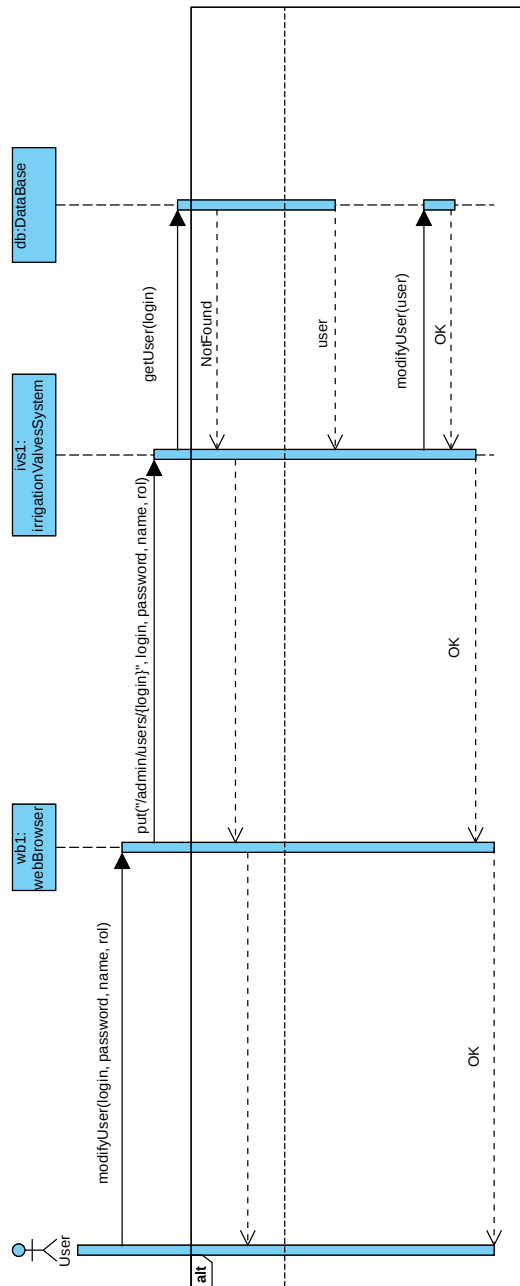 User
wb1:
webBrowser
ivs1:
irrigationValvesSystem
db:DataBase
modifyUser(login, password, name, rol)
put("/admin/users/{login}", login, password, name, rol)
getUser(login)
alt
NotFound
user
modifyUser(user)
OK
OK
OK